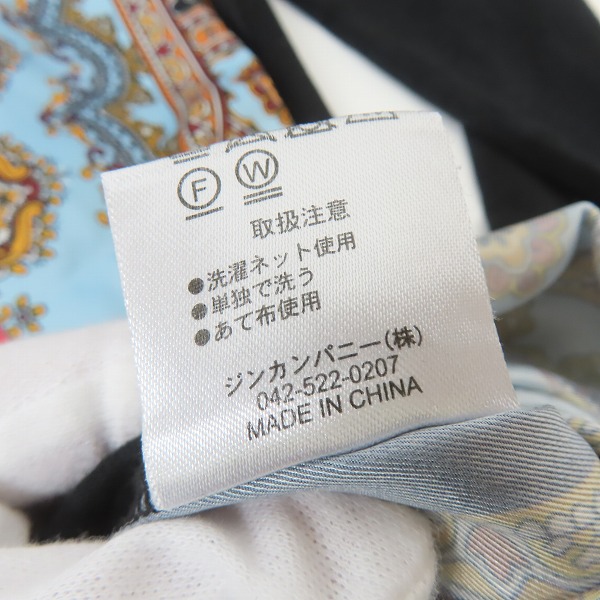 F W
取扱注意
●洗濯ネット使用
●単独で洗う
●あて布使用
ジンカンパニー(株)
042-522-0207
MADE IN CHINA